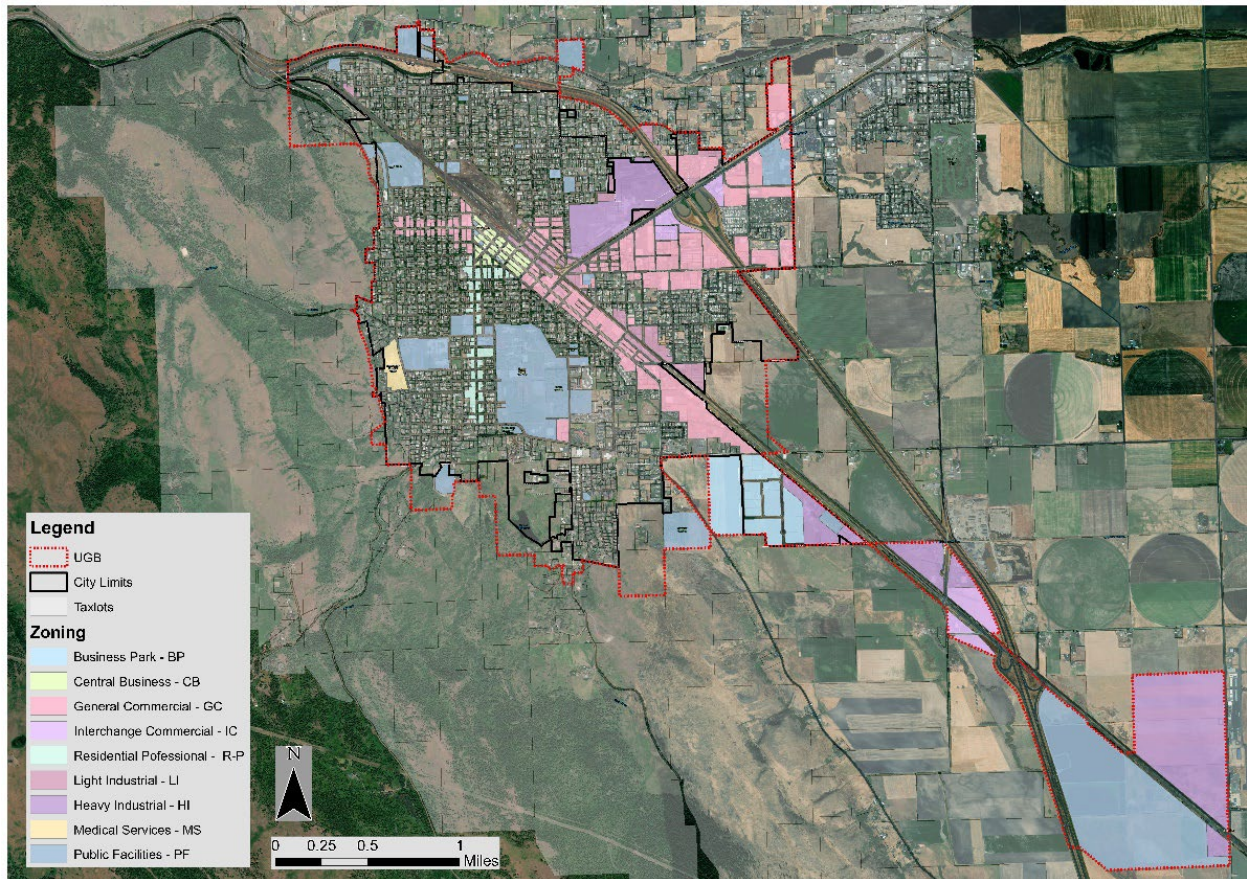 Legend
UGB
City Limits
Taxlots
Zoning
Business Park - BP
Central Business - CB
General Commercial - GC
Interchange Commercial - IC
Residential Pofessional - R-P
Light Industrial - LI
Heavy Industrial - HI
Medical Services - MS
Public Facilities - PF
N
0 0.25 0.5 1
Miles